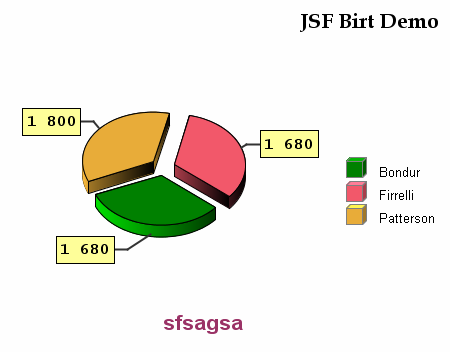 JSF Birt Demo
1 800
1 680
Bondur
Firrelli
Patterson
1 680
sfsagsa